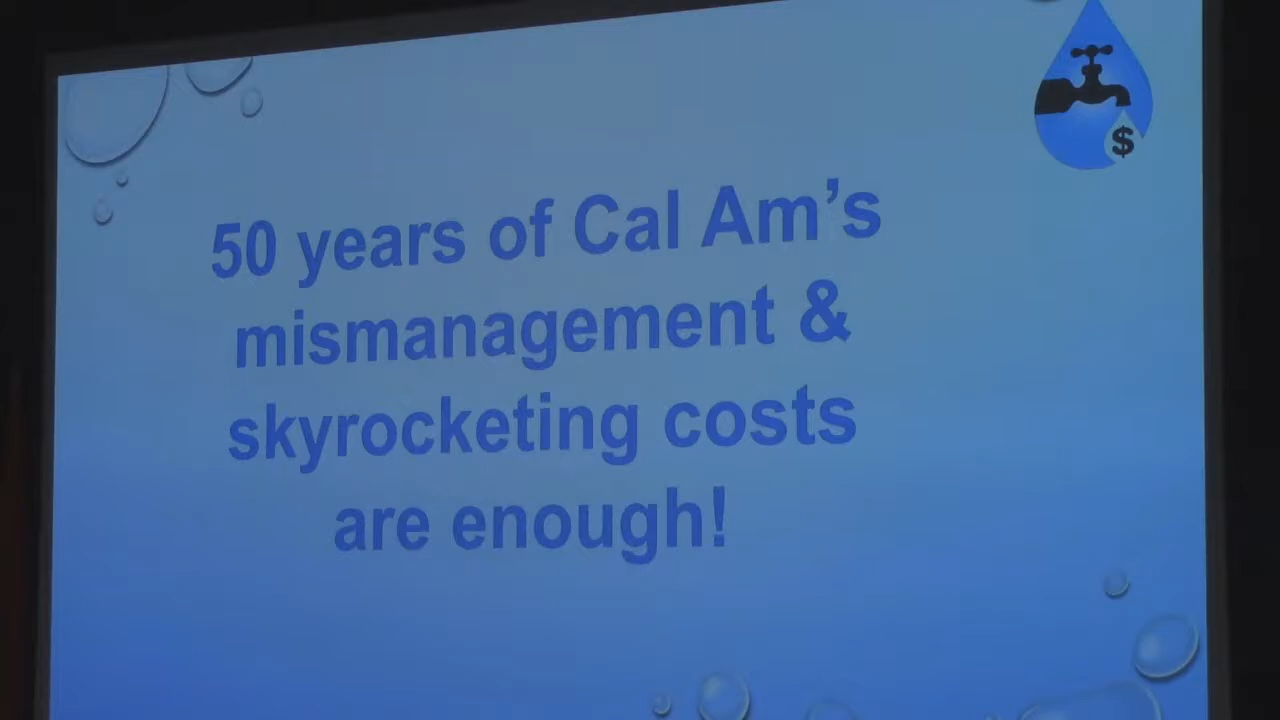 $
50 years of Cal Am’s
mismanagement &
skyrocketing costs
are enough!